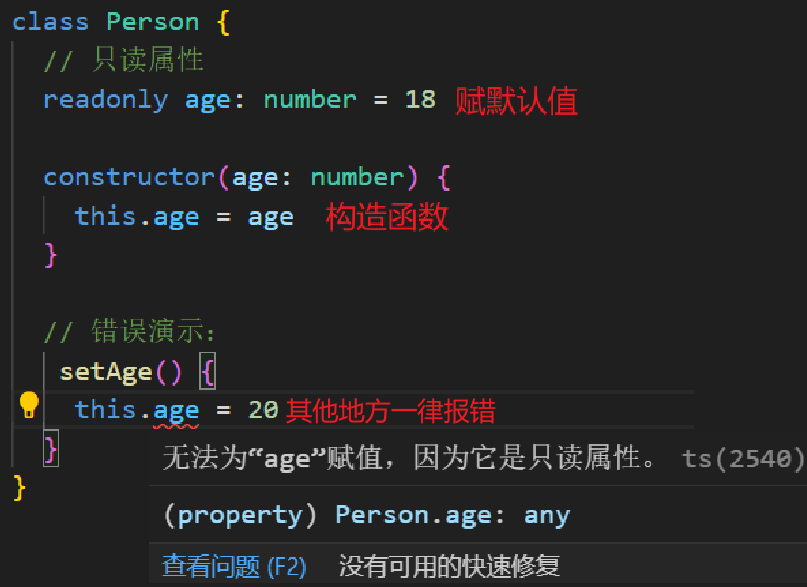 class Person {
// 只读属性
readonly age: number = 18 赋默认值
constructor(age: number) {
this.age = age 构造函数
}
// 错误演示:
setAge() {
this.age = 20 其他地方一律报错
}
无法为“age”赋值，因为它是只读属性。 ts(2540)
}
(property) Person.age: any
查看问题 (F2) 没有可用的快速修复